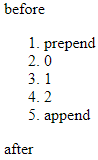 before
1. prepend
2. 0
3. 1
4. 2
5. append
after